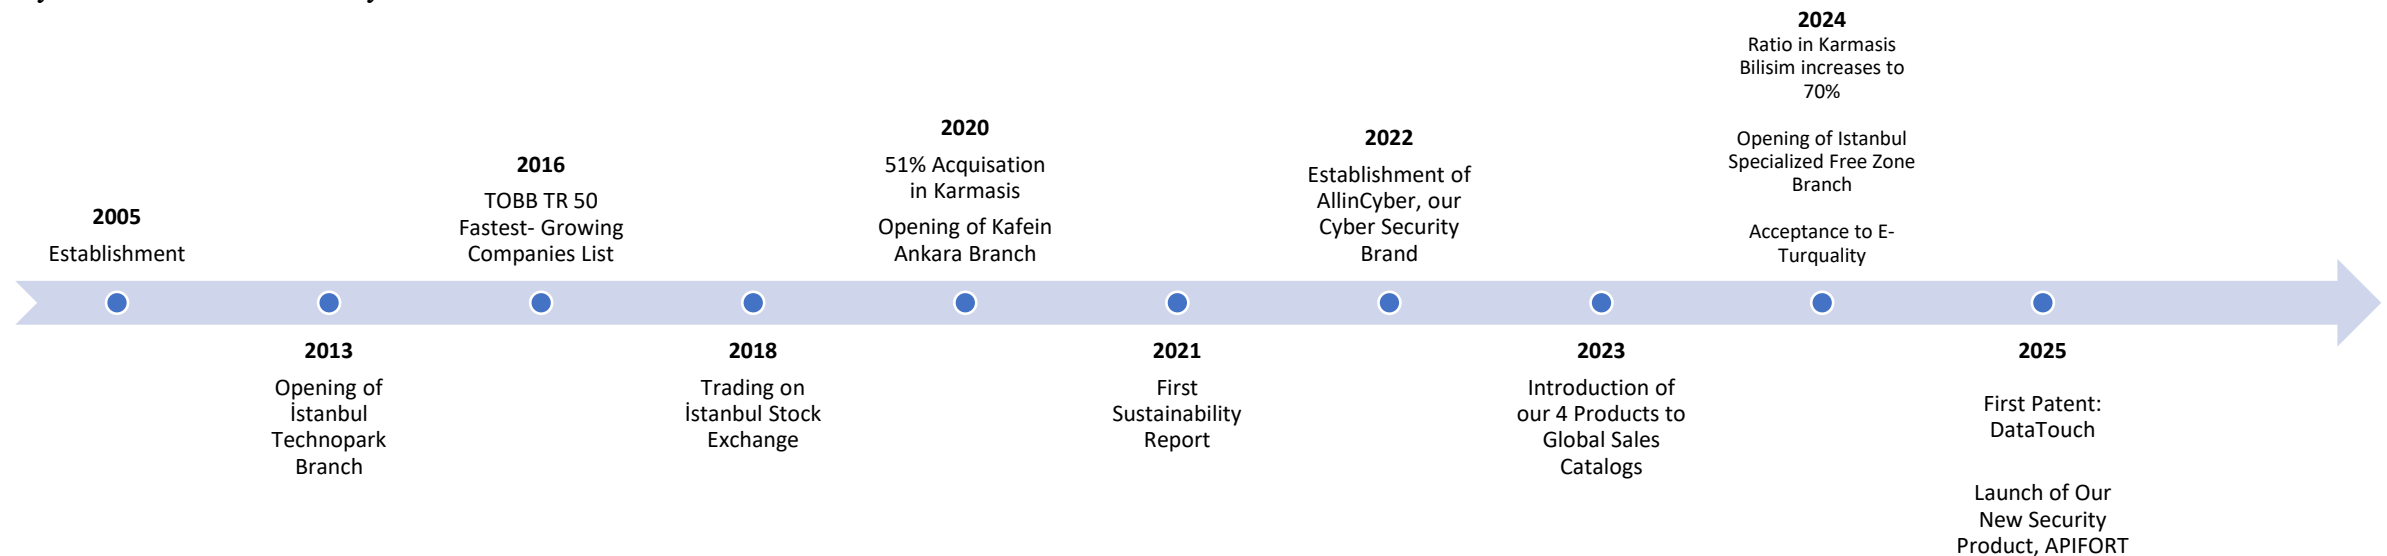 2005
Establishment
2013
Opening of
İstanbul
Technopark
Branch
2016
TOBB TR 50
Fastest- Growing
Companies List
2018
Trading on
İstanbul Stock
Exchange
2020
51% Acquisation
in Karmasis
Opening of Kafein
Ankara Branch
2021
First
Sustainability
Report
2022
Establishment of
AllinCyber, our
Cyber Security
Brand
2023
Introduction of
our 4 Products to
Global Sales
Catalogs
2024
Ratio in Karmasis
Bilisim increases to
70%
Opening of Istanbul
Specialized Free Zone
Branch
Acceptance to E-
Turquality
2025
First Patent:
DataTouch
Launch of Our
New Security
Product, APIFORT